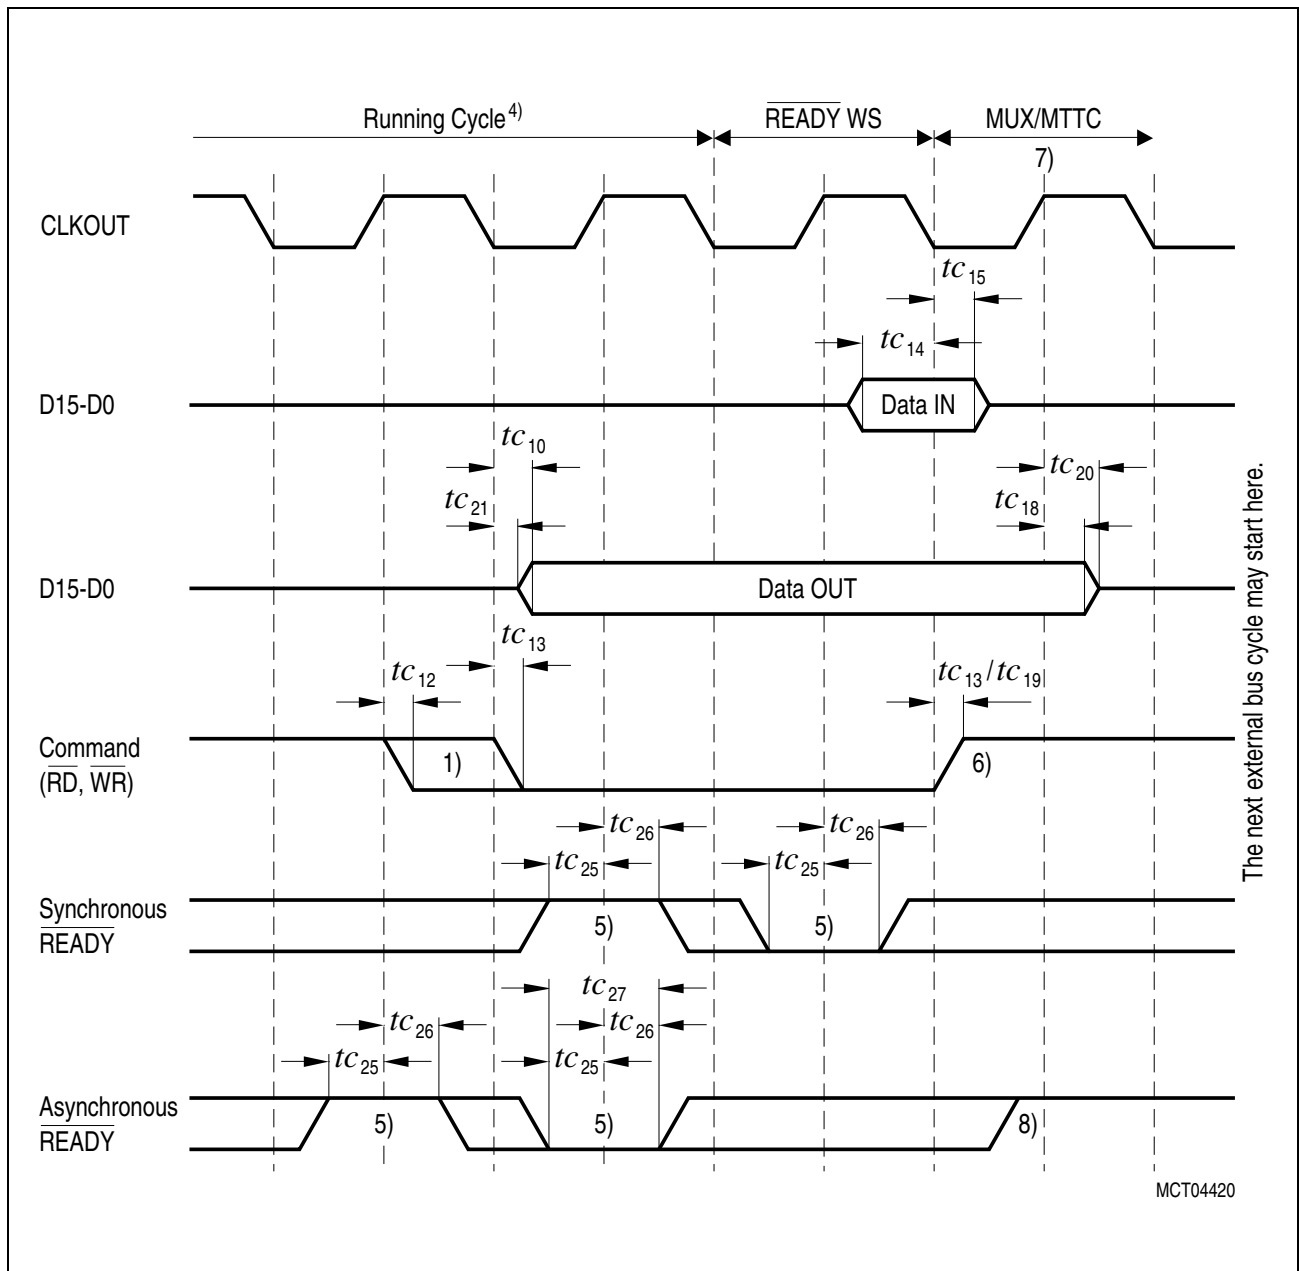 Running Cycle4)
READY WS
MUX/MTTC
7)
CLKOUT
tc15
tc14
D15-D0
Data IN
tc10
tc20
tc21
tc18
D15-D0
Data OUT
tc13
tc12
tc13/tc19
Command
(RD, WR)
1)
6)
tc26
tc26
tc25
tc25
Synchronous
READY
5)
5)
tc27
tc26
tc26
tc25
tc25
Asynchronous
READY
5)
5)
8)
The next external bus cycle may start here.
MCT04420